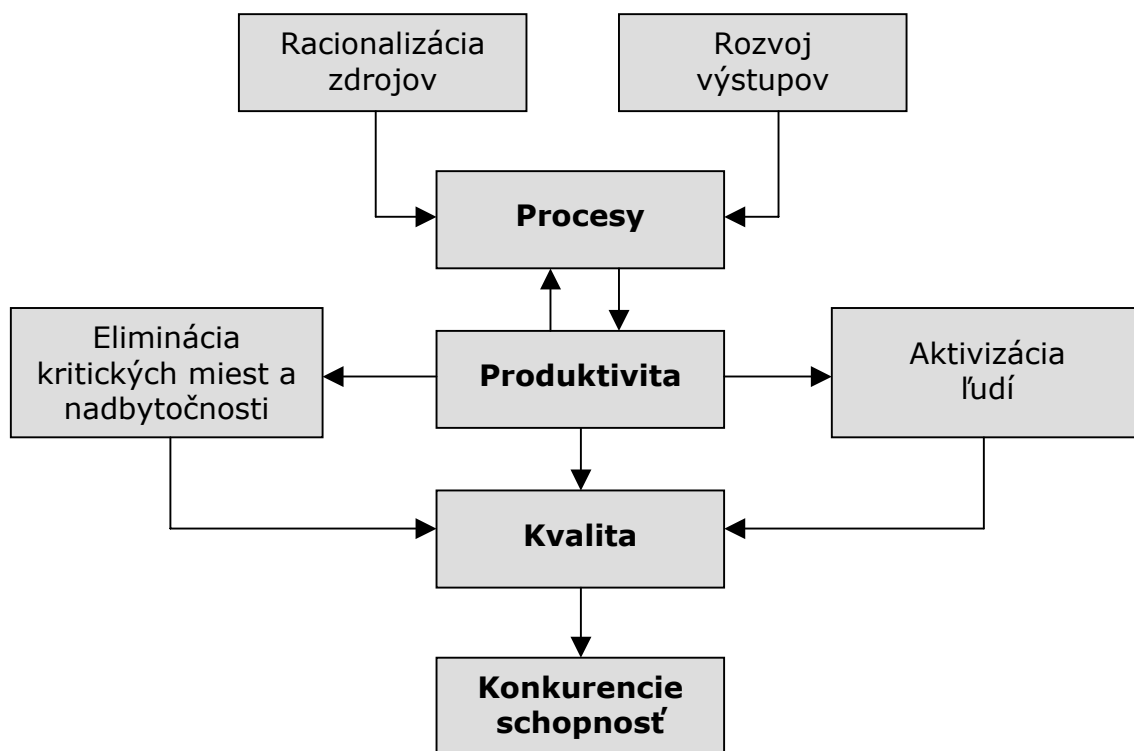 Racionalizácia
zdrojov
Rozvoj
výstupov
Procesy
Eliminácia
kritických miest a
nadbytočnosti
Produktivita
Aktivizácia
ľudí
Kvalita
Konkurencie
schopnosť